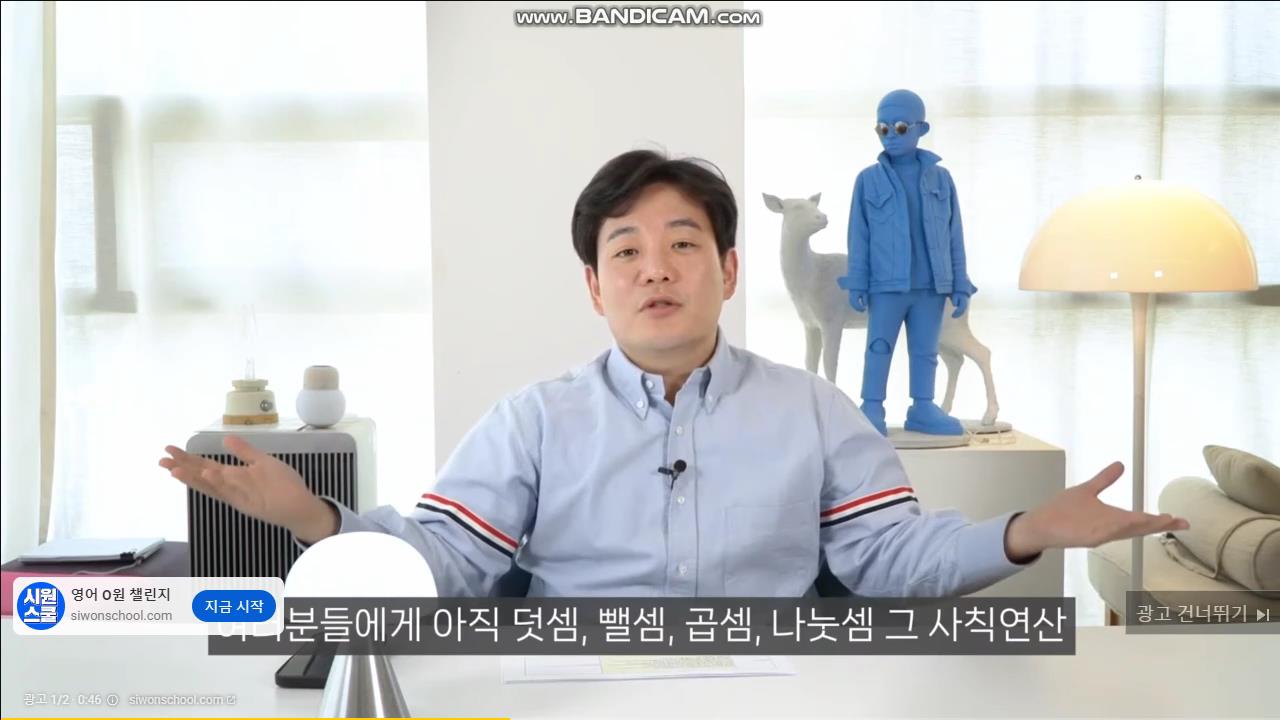 www.BANDICAM.com
시원
스쿨
영어 0원 챌린지
siwonschool.com
지금 시작
여러분들에게 아직 덧셈, 뺄셈, 곱셈, 나눗셈 그 사칙연산
광고 건너뛰기
광고 1/2 · 0:46
siwonschool.com